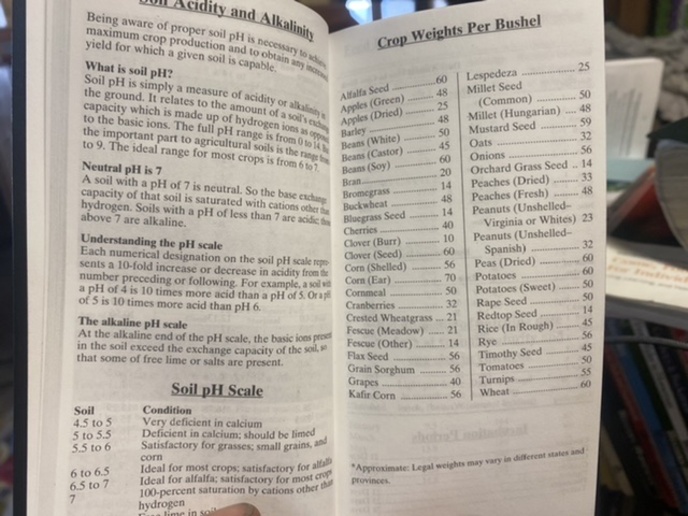 Soil Acidity and Alkalinity
Being aware of proper soil pH is necessary to achieve
maximum crop production and to obtain any increased
yield for which a given soil is capable.
What is soil pH?
Soil pH is simply a measure of acidity or alkalinity in
the ground. It relates to the amount of a soil's exchange
capacity which is made up of hydrogen ions as opposed
to the basic ions. The full pH range is from 0 to 14. But
the important part to agricultural soils is the range from
to 9. The ideal range for most crops is from 6 to 7.
Neutral pH is 7
A soil with a pH of 7 is neutral. So the base exchange
capacity of that soil is saturated with cations other than
hydrogen. Soils with a pH of less than 7 are acidic; those
above 7 are alkaline.
Understanding the pH scale
Each numerical designation on the soil pH scale repre-
sents a 10-fold increase or decrease in acidity from the
number preceding or following. For example, a soil with
a pH of 4 is 10 times more acid than a pH of 5. Or a pH
of 5 is 10 times more acid than pH 6.
The alkaline pH scale
At the alkaline end of the pH scale, the basic ions present
in the soil exceed the exchange capacity of the soil, so
that some of free lime or salts are present.
Soil pH Scale
Soil Condition
4.5 to 5 Very deficient in calcium
5 to 5.5 Deficient in calcium; should be limed
5.5 to 6 Satisfactory for grasses; small grains, and
corn
6 to 6.5 Ideal for most crops; satisfactory for alfalfa
6.5 to 7 Ideal for alfalfa; satisfactory for most crops
7 100-percent saturation by cations other than
hydrogen
Free lime in soil
Crop Weights Per Bushel
Alfalfa Seed ........ 60
Apples (Green) ........ 48
Apples (Dried) ........ 25
Barley ........ 48
Beans (White) ........ 50
Beans (Castor) ........ 45
Beans (Soy) ........ 60
Bran ........ 20
Bromegrass ........ 14
Buckwheat ........ 48
Bluegrass Seed ........ 14
Cherries ........ 40
Clover (Burr) ........ 10
Clover (Seed) ........ 60
Corn (Shelled) ........ 56
Corn (Ear) ........ 70
Cornmeal ........ 50
Cranberries ........ 32
Crested Wheatgrass ... 21
Fescue (Meadow) ........ 21
Fescue (Other) ........ 14
Flax Seed ........ 56
Grain Sorghum ........ 56
Grapes ........ 40
Kafir Corn ........ 56
Lespedeza ........ 25
Millet Seed
(Common) ........ 50
Millet (Hungarian) .... 48
Mustard Seed ........ 59
Oats ........ 32
Onions ........ 56
Orchard Grass Seed .. 14
Peaches (Dried) ........ 33
Peaches (Fresh) ........ 48
Peanuts (Unshelled–
Virginia or Whites) 23
Peanuts (Unshelled–
Spanish) ........ 32
Peas (Dried) ........ 60
Potatoes ........ 60
Potatoes (Sweet) ........ 50
Rape Seed ........ 50
Redtop Seed ........ 14
Rice (In Rough) ........ 45
Rye ........ 56
Timothy Seed ........ 45
Tomatoes ........ 50
Turnips ........ 55
Wheat ........ 60
*Approximate: Legal weights may vary in different states and
provinces.